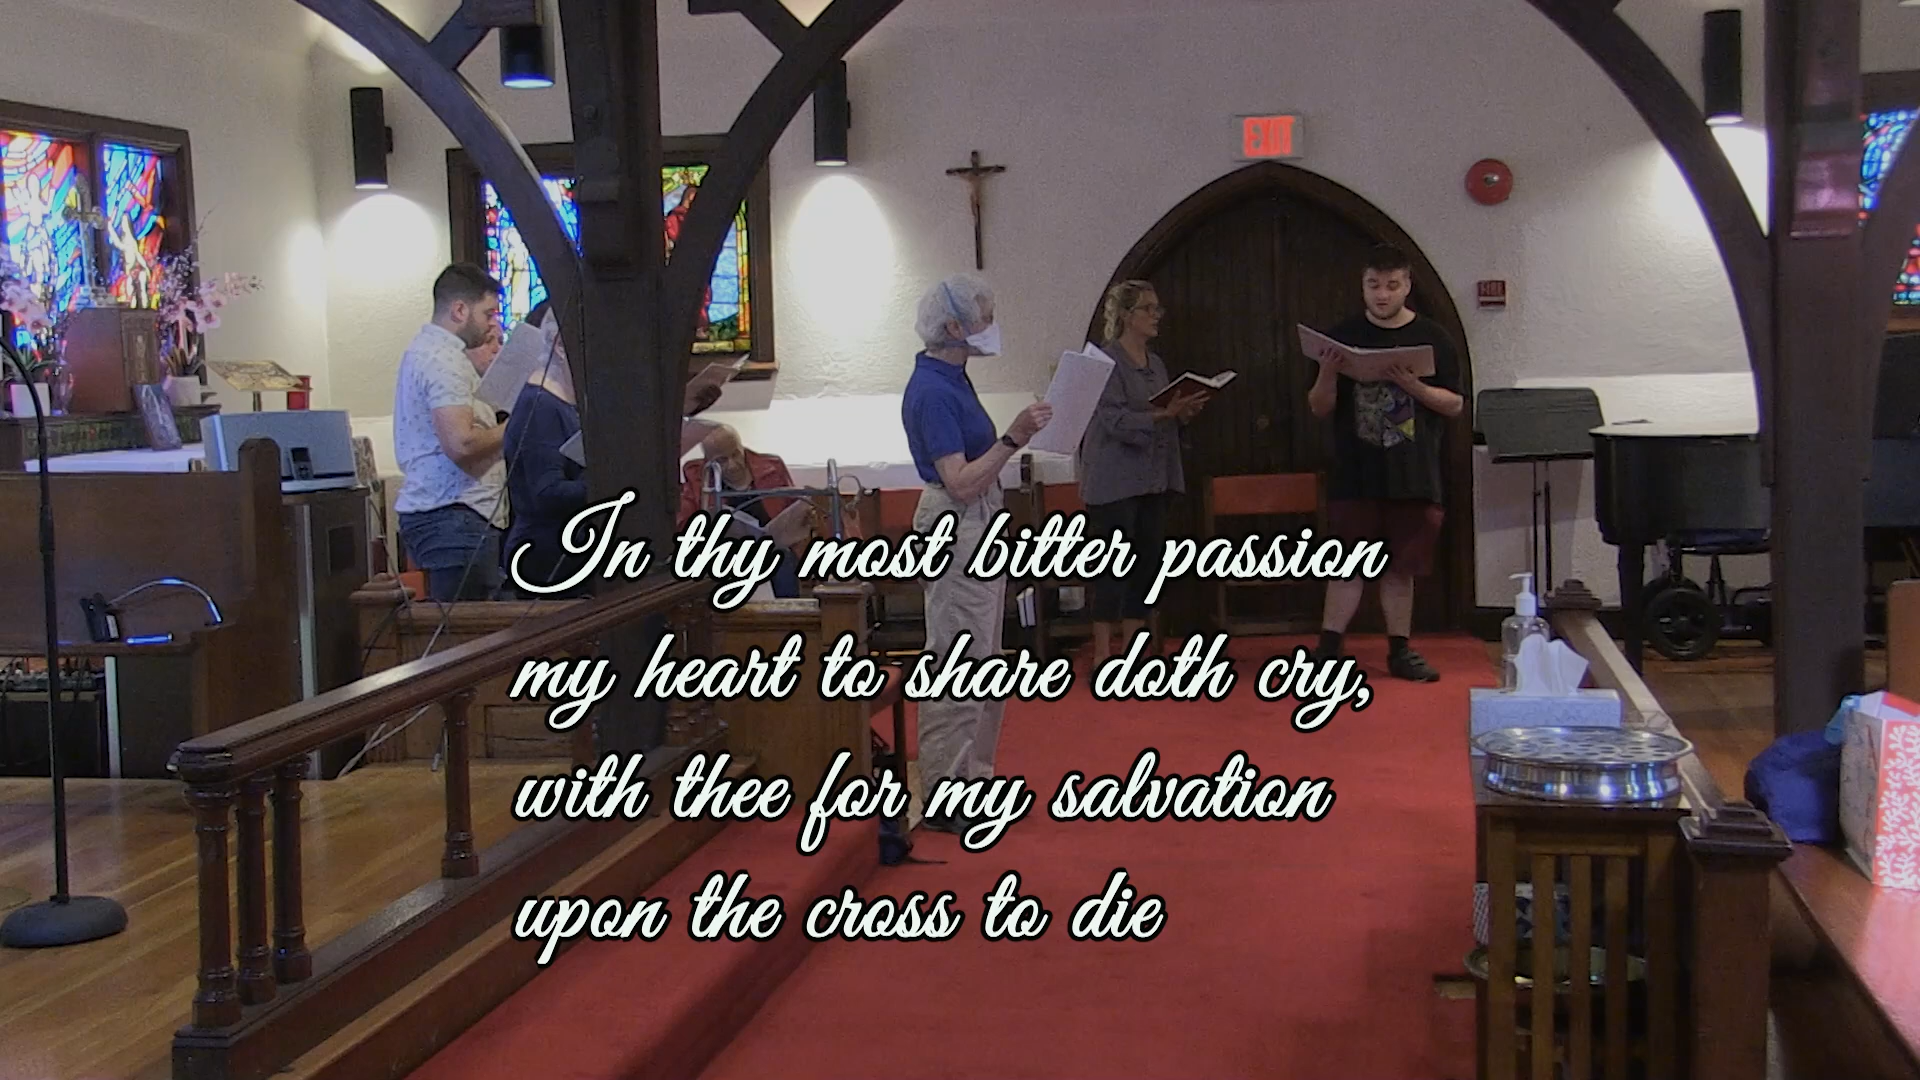 EXIT
FIRE
In thy most bitter passion
my heart to share doth cry,
with thee for my salvation
upon the cross to die